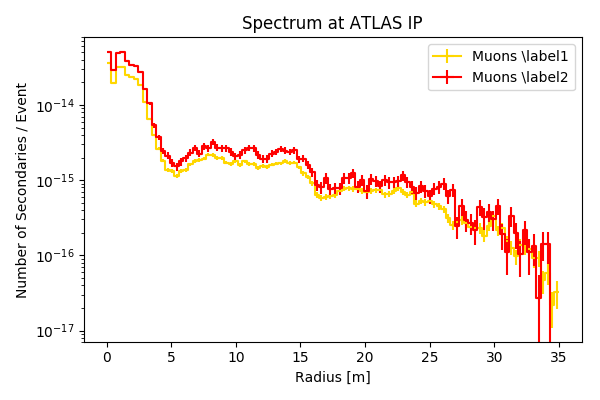 Spectrum at ATLAS IP
Number of Secondaries / Event
Muons \label1
Muons \label2
10⁻¹⁴
10⁻¹⁵
10⁻¹⁶
10⁻¹⁷
0 5 10 15 20 25 30 35
Radius [m]